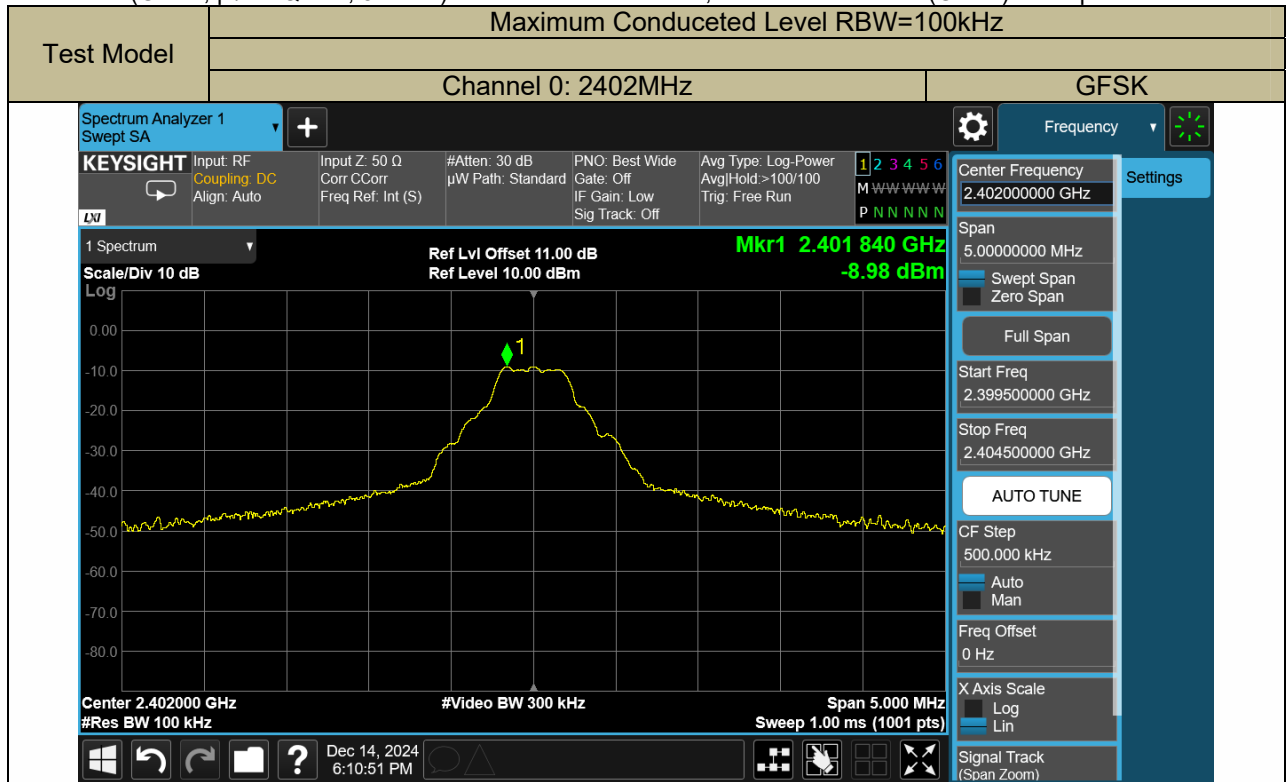 Maximum Conduceted Level RBW=100kHz
Test Model
Channel 0: 2402MHz
GFSK
Spectrum Analyzer 1
Swept SA
Frequency
KEYSIGHT
LXI
Input: RF
Coupling: DC
Align: Auto
Input Z: 50 Ω
Corr CCorr
Freq Ref: Int (S)
#Atten: 30 dB
µW Path: Standard
PNO: Best Wide
Gate: Off
IF Gain: Low
Sig Track: Off
Avg Type: Log-Power
Avg|Hold:>100/100
Trig: Free Run
1 2 3 4 5 6
M W W W W W
P N N N N N
1 Spectrum
Scale/Div 10 dB
Log
Ref Lvl Offset 11.00 dB
Ref Level 10.00 dBm
Mkr1 2.401 840 GHz
-8.98 dBm
1
0.00
-10.0
-20.0
-30.0
-40.0
-50.0
-60.0
-70.0
-80.0
Center 2.402000 GHz
#Res BW 100 kHz
#Video BW 300 kHz
Span 5.000 MHz
Sweep 1.00 ms (1001 pts)
Center Frequency
2.402000000 GHz
Settings
Span
5.00000000 MHz
Swept Span
Zero Span
Full Span
Start Freq
2.399500000 GHz
Stop Freq
2.404500000 GHz
AUTO TUNE
CF Step
500.000 kHz
Auto
Man
Freq Offset
0 Hz
X Axis Scale
Log
Lin
Signal Track
(Span Zoom)
?
Dec 14, 2024
6:10:51 PM